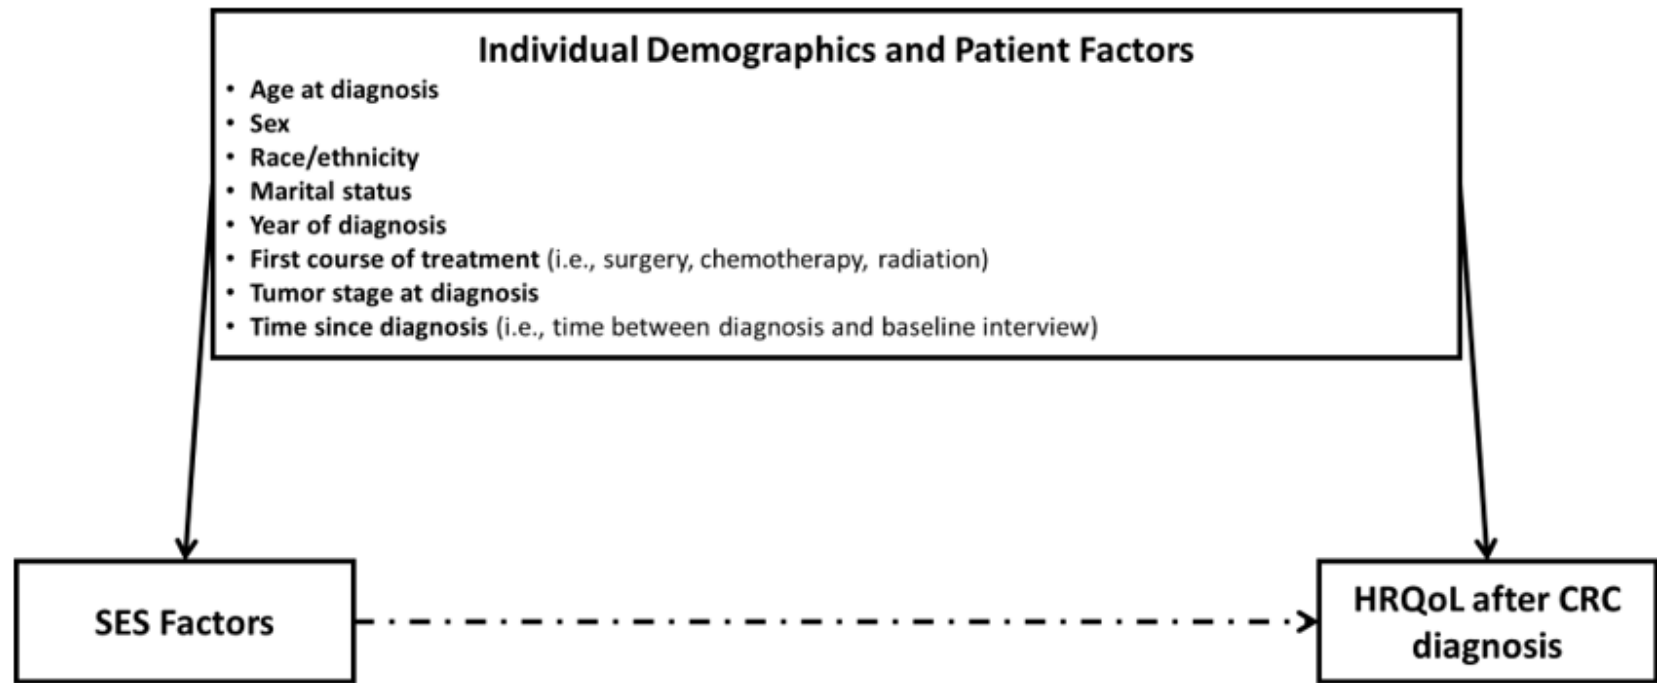 Individual Demographics and Patient Factors
• Age at diagnosis
• Sex
• Race/ethnicity
• Marital status
• Year of diagnosis
• First course of treatment (i.e., surgery, chemotherapy, radiation)
• Tumor stage at diagnosis
• Time since diagnosis (i.e., time between diagnosis and baseline interview)
SES Factors
HRQoL after CRC
diagnosis